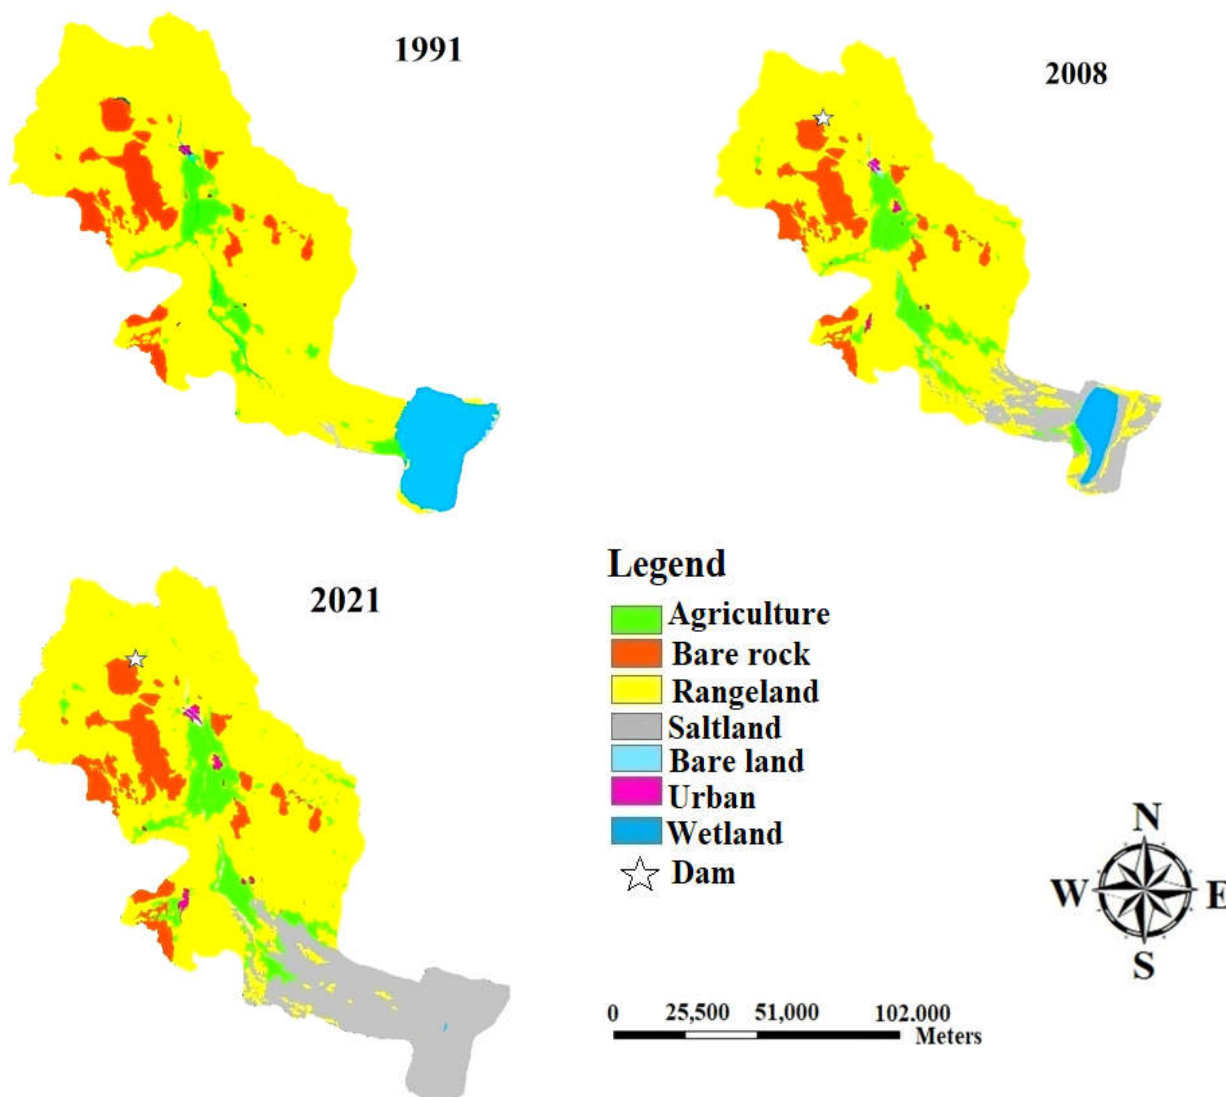 1991
2008
2021
Legend
Agriculture
Bare rock
Rangeland
Saltland
Bare land
Urban
Wetland
Dam
N
W E
S
0 25,500 51,000 102.000
Meters